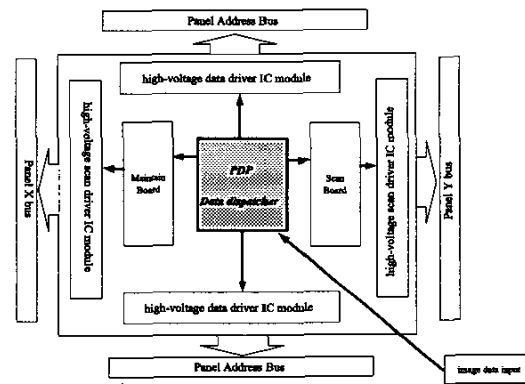 Panel Address Bus
high-voltage data driver IC module
Panel X bus
high-voltage scan driver IC module
Maintain
Board
PDP
Data dispatcher
Scan
Board
high-voltage scan driver IC module
Panel Y bus
high-voltage data driver IC module
Panel Address Bus
image data input